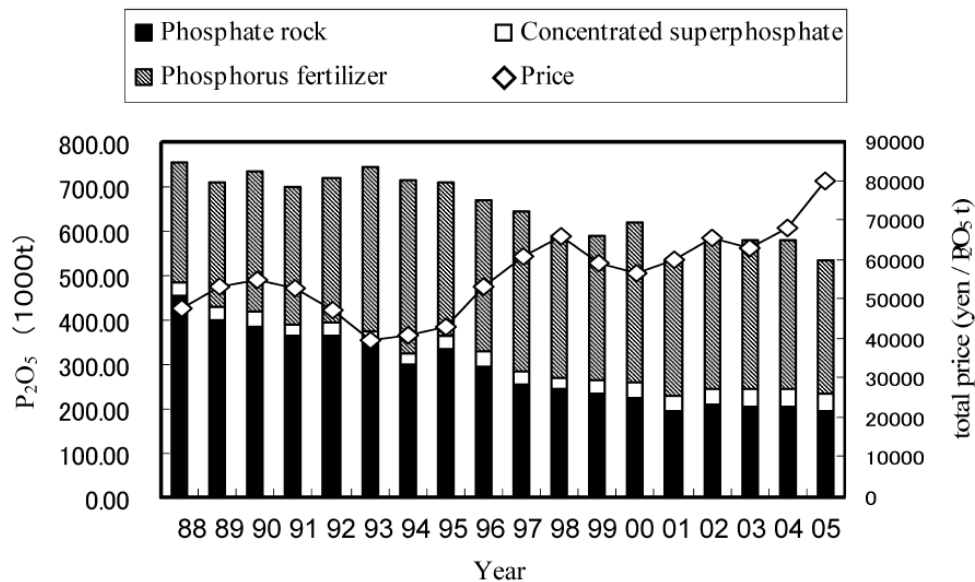 Phosphate rock
Concentrated superphosphate
Phosphorus fertilizer
Price
800.00
700.00
600.00
500.00
400.00
300.00
200.00
100.00
0.00
P₂O₅ (1000t)
90000
80000
70000
60000
50000
40000
30000
20000
10000
0
total price (yen / P₂O₅ t)
88 89 90 91 92 93 94 95 96 97 98 99 00 01 02 03 04 05
Year